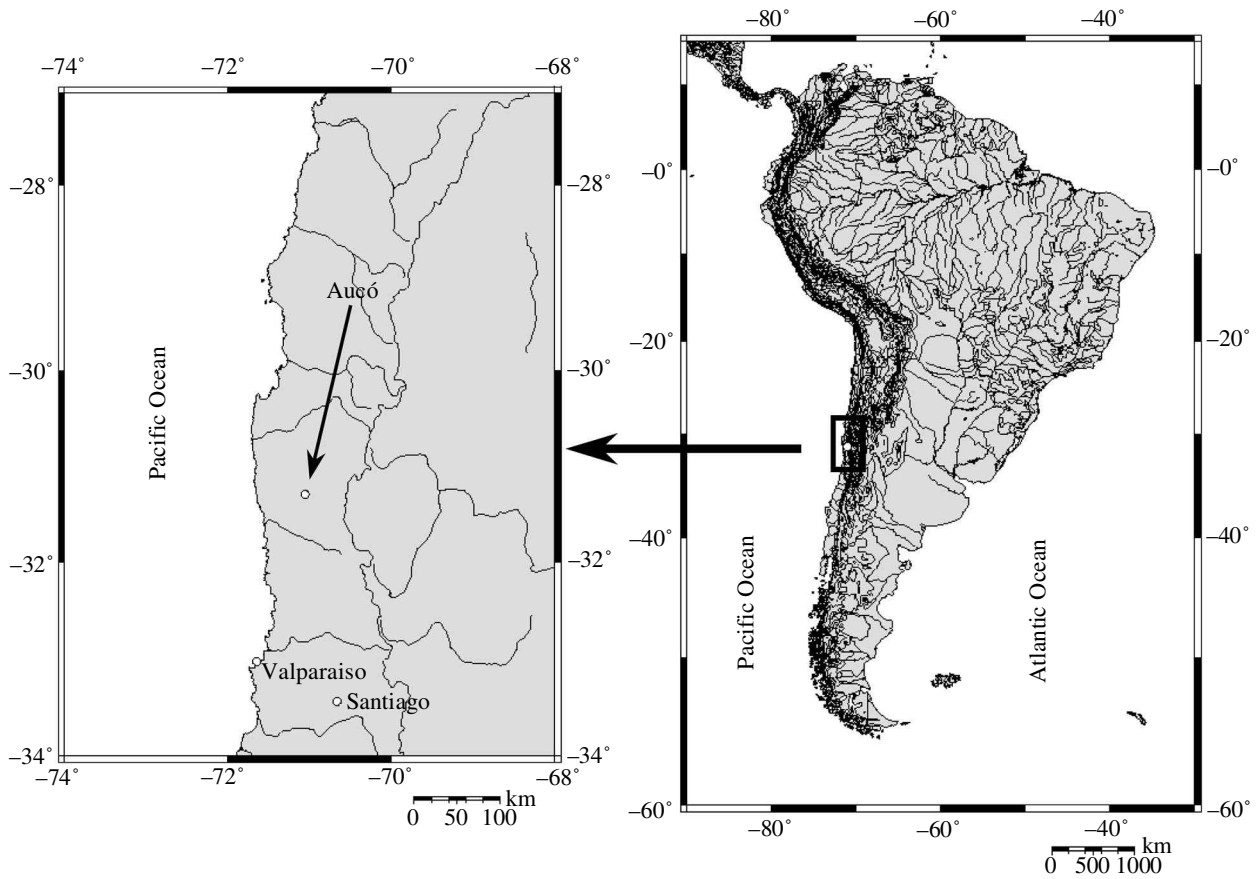 −74˚ −72˚ −70˚ −68˚
−28˚
−30˚
−32˚
−34˚
Pacific Ocean
Aucó
Valparaiso
Santiago
−28˚
−30˚
−32˚
−34˚
−74˚ −72˚ −70˚ −68˚
km
0 50 100
−80˚ −60˚ −40˚
−0˚
−20˚
−40˚
−60˚
Pacific Ocean
Atlantic Ocean
−0˚
−20˚
−40˚
−60˚
−80˚ −60˚ −40˚
km
0 500 1000